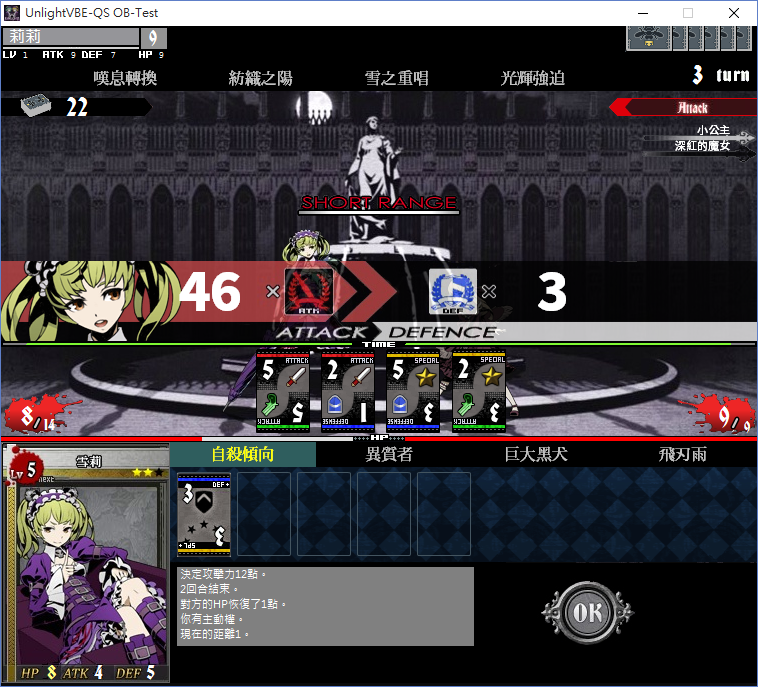 UnlightVBE-QS OB-Test
莉莉 9
LV 1 ATK 9 DEF 7 HP 9
嘆息轉換 紡織之陽 雪之重唱 光輝強迫 3 turn
22 Attack
小公主
深紅的魔女
SHORT RANGE
46 × ATK DEF × 3
ATTACK DEFENCE
TIME
5 ATTACK 2 ATTACK 5 SPECIAL 2 SPECIAL
5 ATTACK 1 DEFENSE 3 DEFENSE 3 ATTACK
8/14 9/9
HP
Lv 5 雪莉 自殺傾向 異質者 巨大黑犬 飛刃雨
next
3 DEF+
3 SPL+
決定攻擊力12點。
2回合結束。
對方的HP恢復了1點。
你有主動權。
現在的距離1。
OK
HP 8 ATK 4 DEF 5